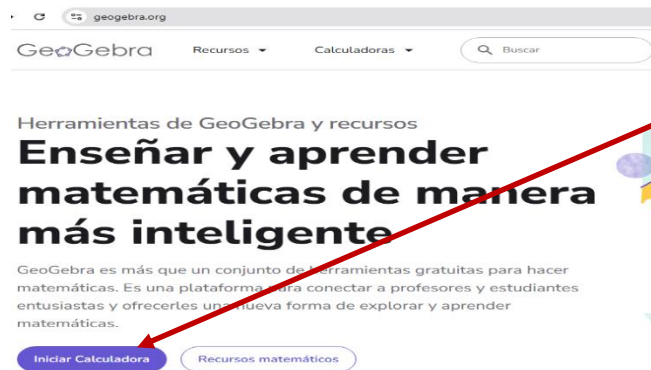 geogebra.org
GeoGebra Recursos Calculadoras Buscar
Herramientas de GeoGebra y recursos
Enseñar y aprender
matemáticas de manera
más inteligente
GeoGebra es más que un conjunto de herramientas gratuitas para hacer
matemáticas. Es una plataforma para conectar a profesores y estudiantes
entusiastas y ofrecerles una nueva forma de explorar y aprender
matemáticas.
Iniciar Calculadora Recursos matemáticos